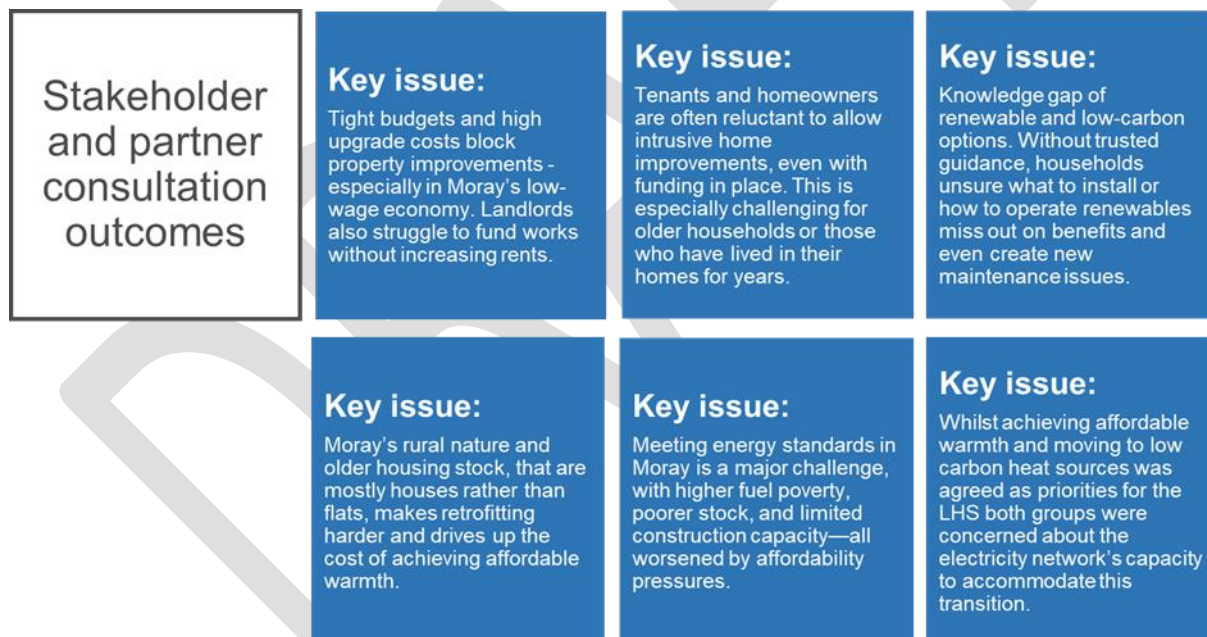 Stakeholder
and partner
consultation
outcomes
Key issue:
Tight budgets and high
upgrade costs block
property improvements -
especially in Moray's low-
wage economy. Landlords
also struggle to fund works
without increasing rents.
Key issue:
Tenants and homeowners
are often reluctant to allow
intrusive home
improvements, even with
funding in place. This is
especially challenging for
older households or those
who have lived in their
homes for years.
Key issue:
Knowledge gap of
renewable and low-carbon
options. Without trusted
guidance, households
unsure what to install or
how to operate renewables
miss out on benefits and
even create new
maintenance issues.
Key issue:
Moray's rural nature and
older housing stock, that are
mostly houses rather than
flats, makes retrofitting
harder and drives up the
cost of achieving affordable
warmth.
Key issue:
Meeting energy standards in
Moray is a major challenge,
with higher fuel poverty,
poorer stock, and limited
construction capacity—all
worsened by affordability
pressures.
Key issue:
Whilst achieving affordable
warmth and moving to low
carbon heat sources was
agreed as priorities for the
LHS both groups were
concerned about the
electricity network's capacity
to accommodate this
transition.